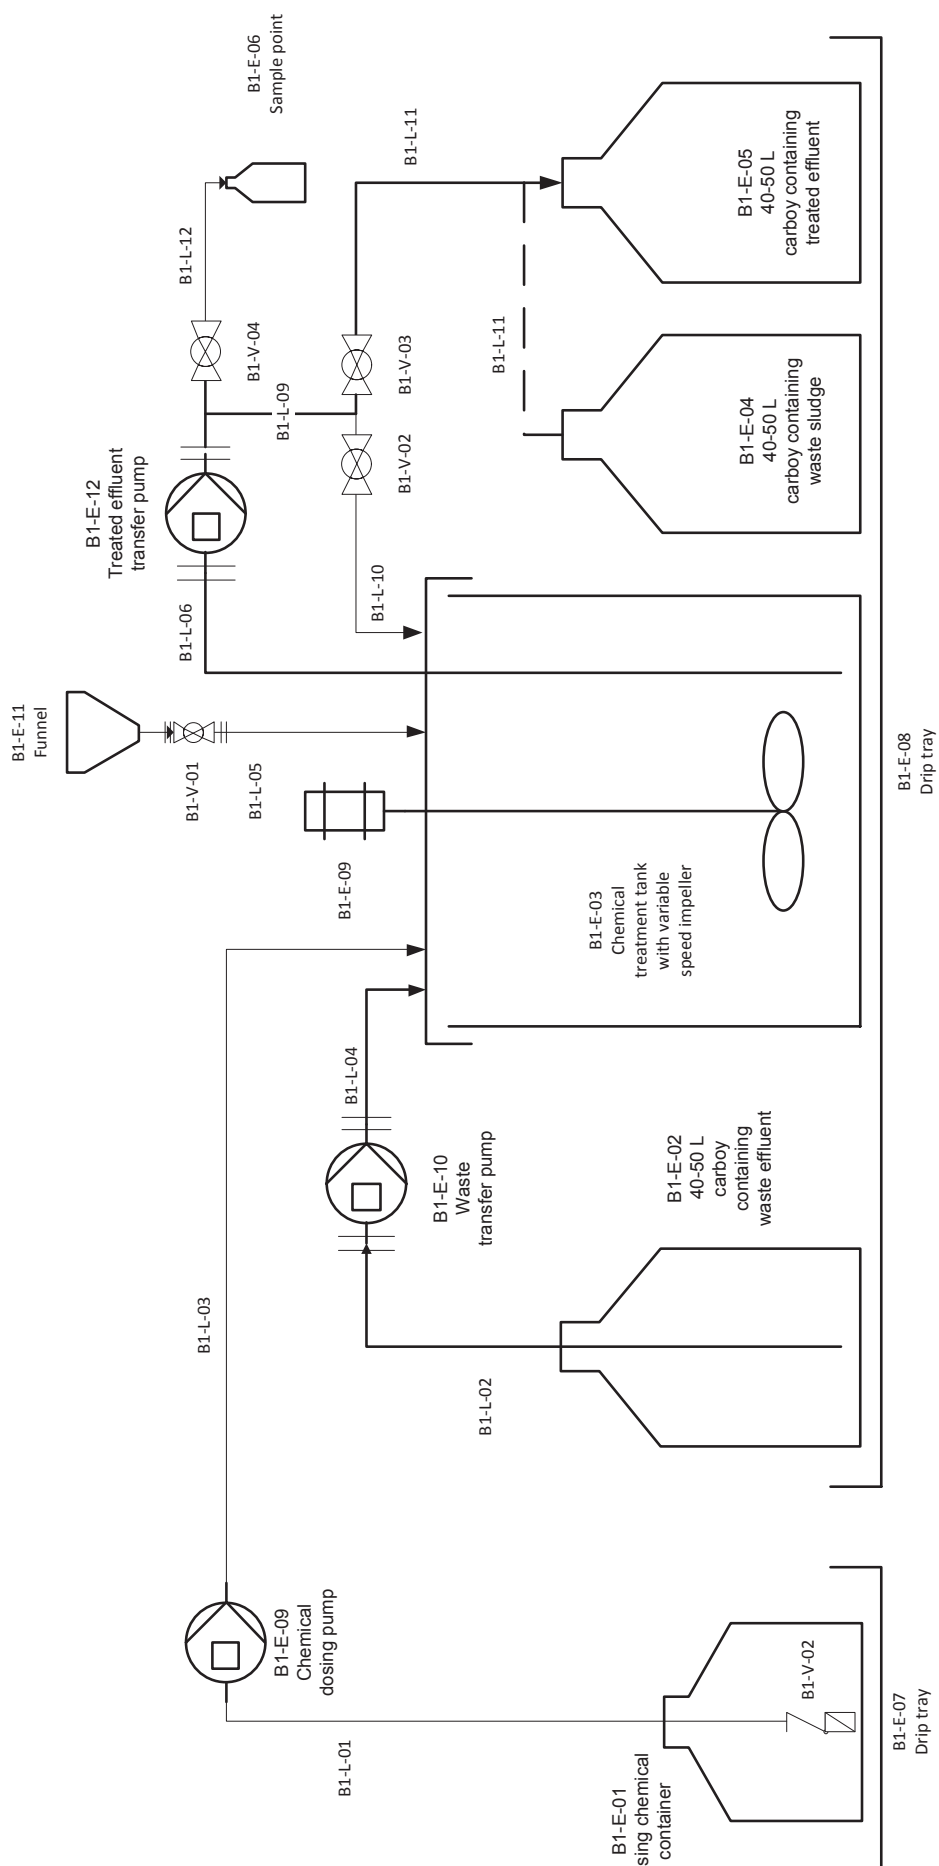 B1-E-06
Sample point
B1-L-12
B1-L-11
B1-V-04
B1-L-09
B1-V-03
B1-L-11
B1-V-02
B1-E-05
40-50 L
carboy containing
treated effluent
B1-E-04
40-50 L
carboy containing
waste sludge
B1-E-12
Treated effluent
transfer pump
B1-L-06
B1-L-10
B1-E-11
Funnel
B1-V-01
B1-L-05
B1-E-09
B1-E-03
Chemical
treatment tank
with variable
speed impeller
B1-E-08
Drip tray
B1-L-04
B1-E-10
Waste
transfer pump
B1-E-02
40-50 L
carboy
containing
waste effluent
B1-L-03
B1-L-02
B1-E-09
Chemical
dosing pump
B1-L-01
B1-E-01
sing chemical
container
B1-V-02
B1-E-07
Drip tray